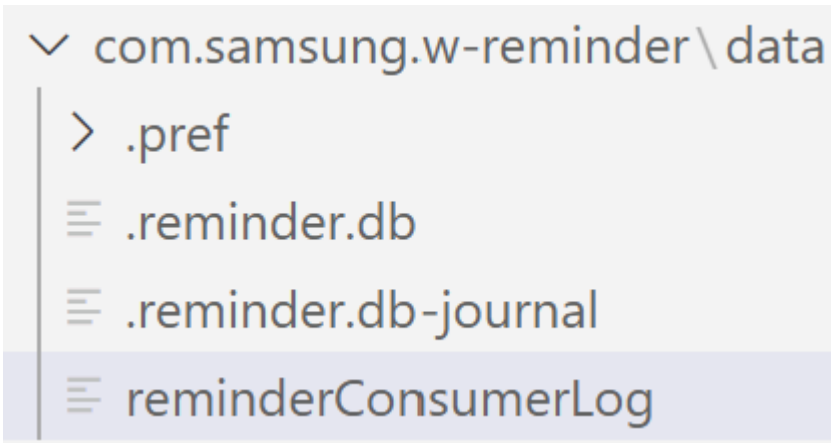 com.samsung.w-reminder\data
.pref
.reminder.db
.reminder.db-journal
reminderConsumerLog